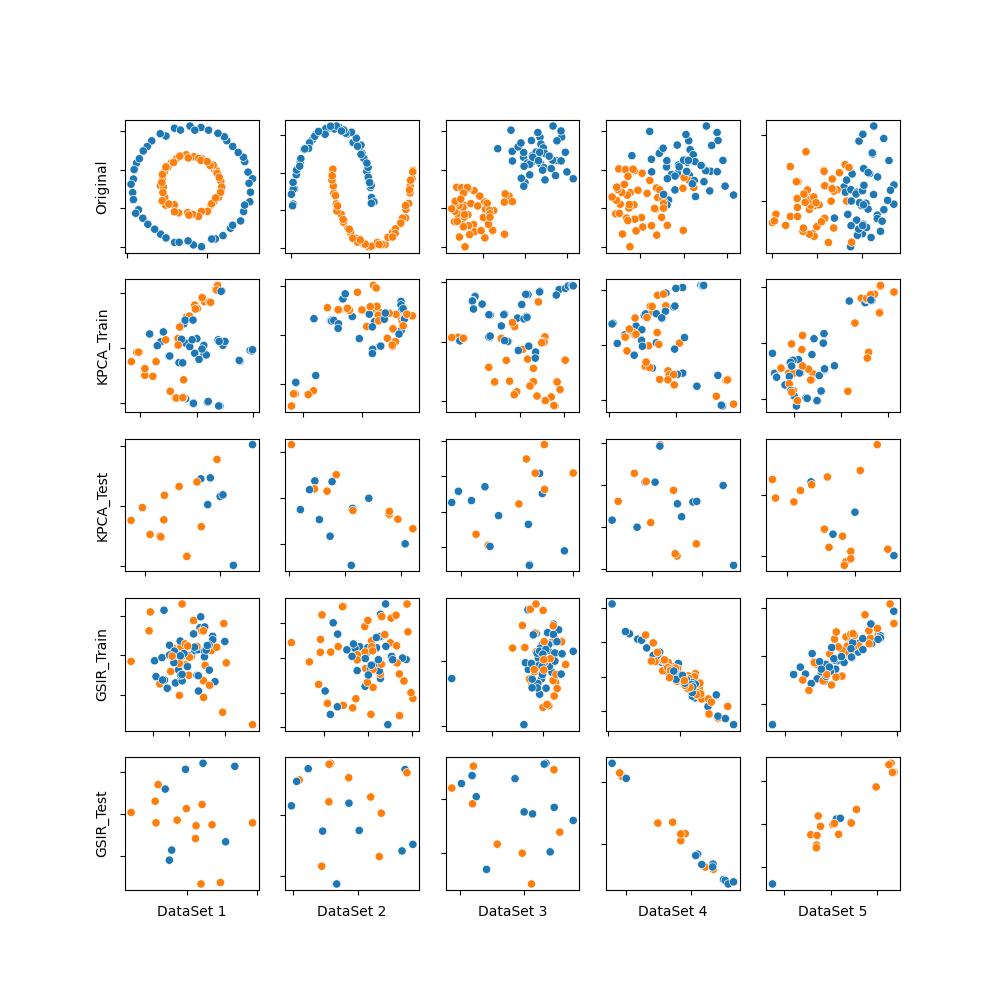 Original
KPCA_Train
KPCA_Test
GSIR_Train
GSIR_Test
DataSet 1
DataSet 2
DataSet 3
DataSet 4
DataSet 5